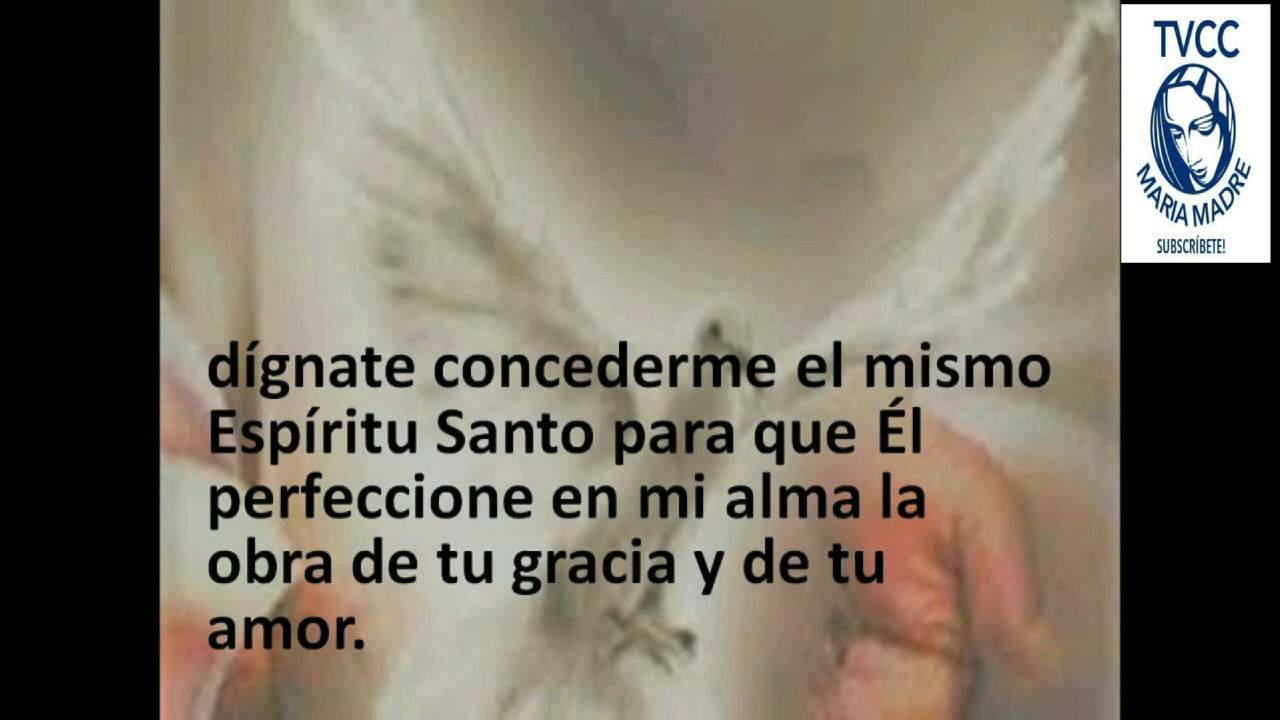 TVCC
MARIA MADRE
SUBSCRÍBETE!
dígnate concederme el mismo
Espíritu Santo para que Él
perfeccione en mi alma la
obra de tu gracia y de tu
amor.